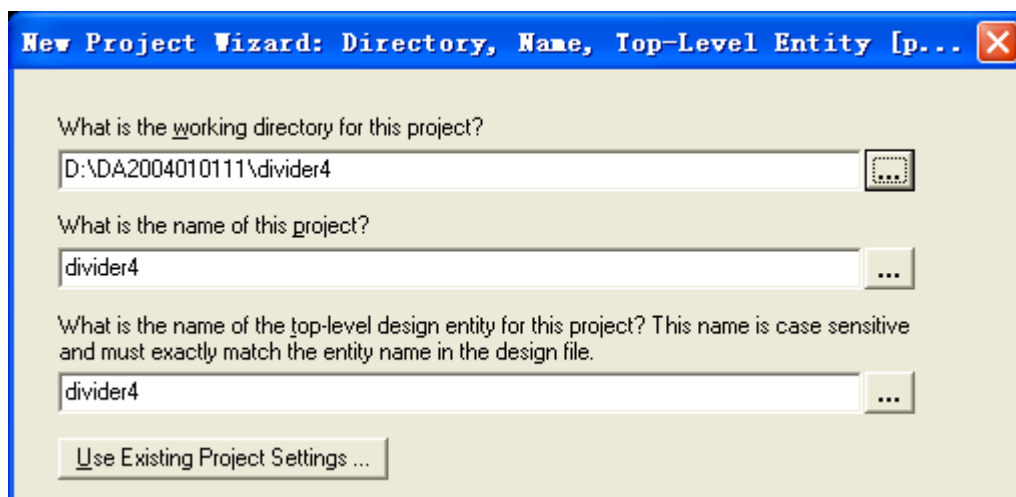 New Project Wizard: Directory, Name, Top-Level Entity [p...
What is the working directory for this project?
D:\DA2004010111\divider4
...
What is the name of this project?
divider4
...
What is the name of the top-level design entity for this project? This name is case sensitive
and must exactly match the entity name in the design file.
divider4
...
Use Existing Project Settings ...